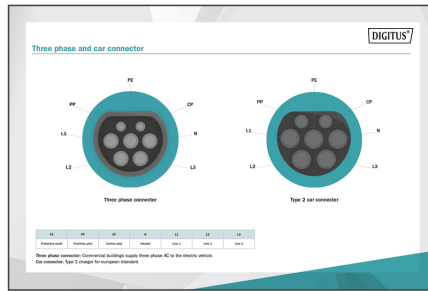 DIGITUS®
Three phase and car connector
PE
PP
CP
L1
N
L2
L3
Three phase connector
PE
PP
CP
L1
N
L2
L3
Type 2 car connector
PE PP CP N L1 L2 L3
Protective earth Proximity pilot Control pilot Neutral Line 1 Line 2 Line 3
Three phase connector: Commercial buildings supply three phase AC to the electric vehicle.
Car connector: Type 2 charger for european standard